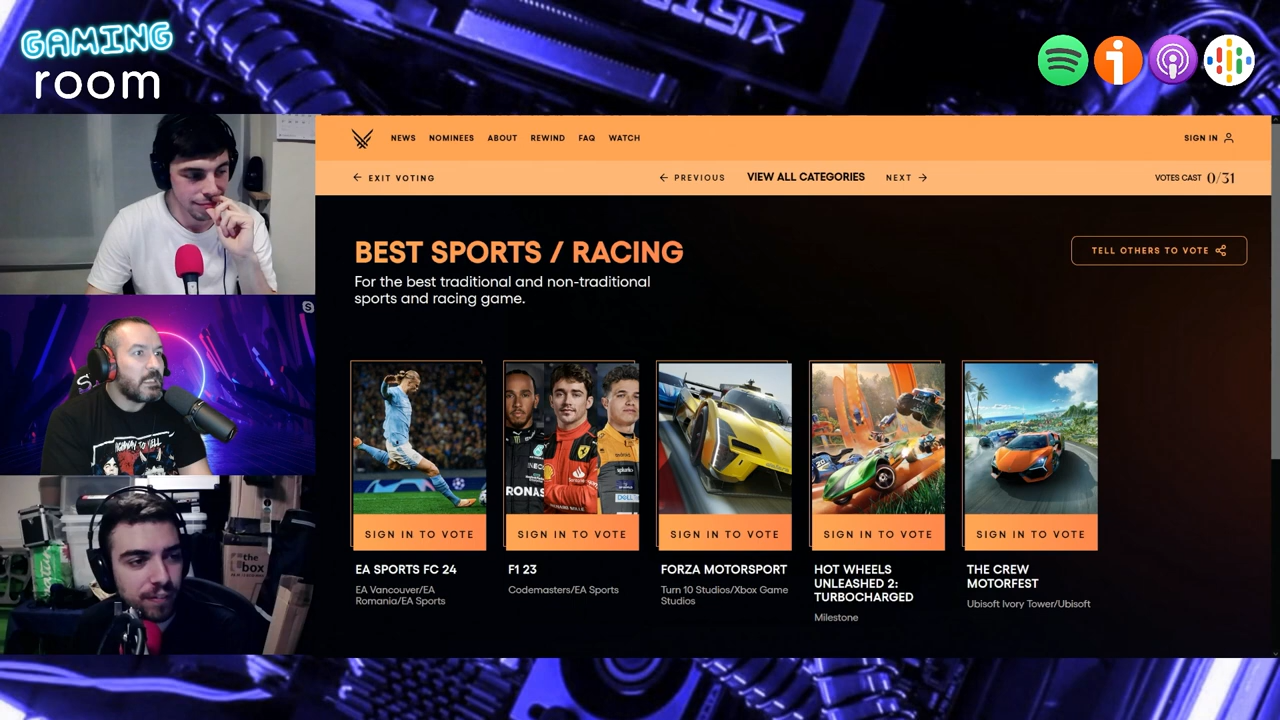 GAMING
room
NEWS NOMINEES ABOUT REWIND FAQ WATCH
SIGN IN
EXIT VOTING
PREVIOUS VIEW ALL CATEGORIES NEXT
VOTES CAST 0/31
BEST SPORTS / RACING
TELL OTHERS TO VOTE
For the best traditional and non-traditional
sports and racing game.
SIGN IN TO VOTE
SIGN IN TO VOTE
SIGN IN TO VOTE
SIGN IN TO VOTE
SIGN IN TO VOTE
EA SPORTS FC 24
EA Vancouver/EA
Romania/EA Sports
F1 23
Codemasters/EA Sports
FORZA MOTORSPORT
Turn 10 Studios/Xbox Game
Studios
HOT WHEELS
UNLEASHED 2:
TURBOCHARGED
Milestone
THE CREW
MOTORFEST
Ubisoft Ivory Tower/Ubisoft
the
box